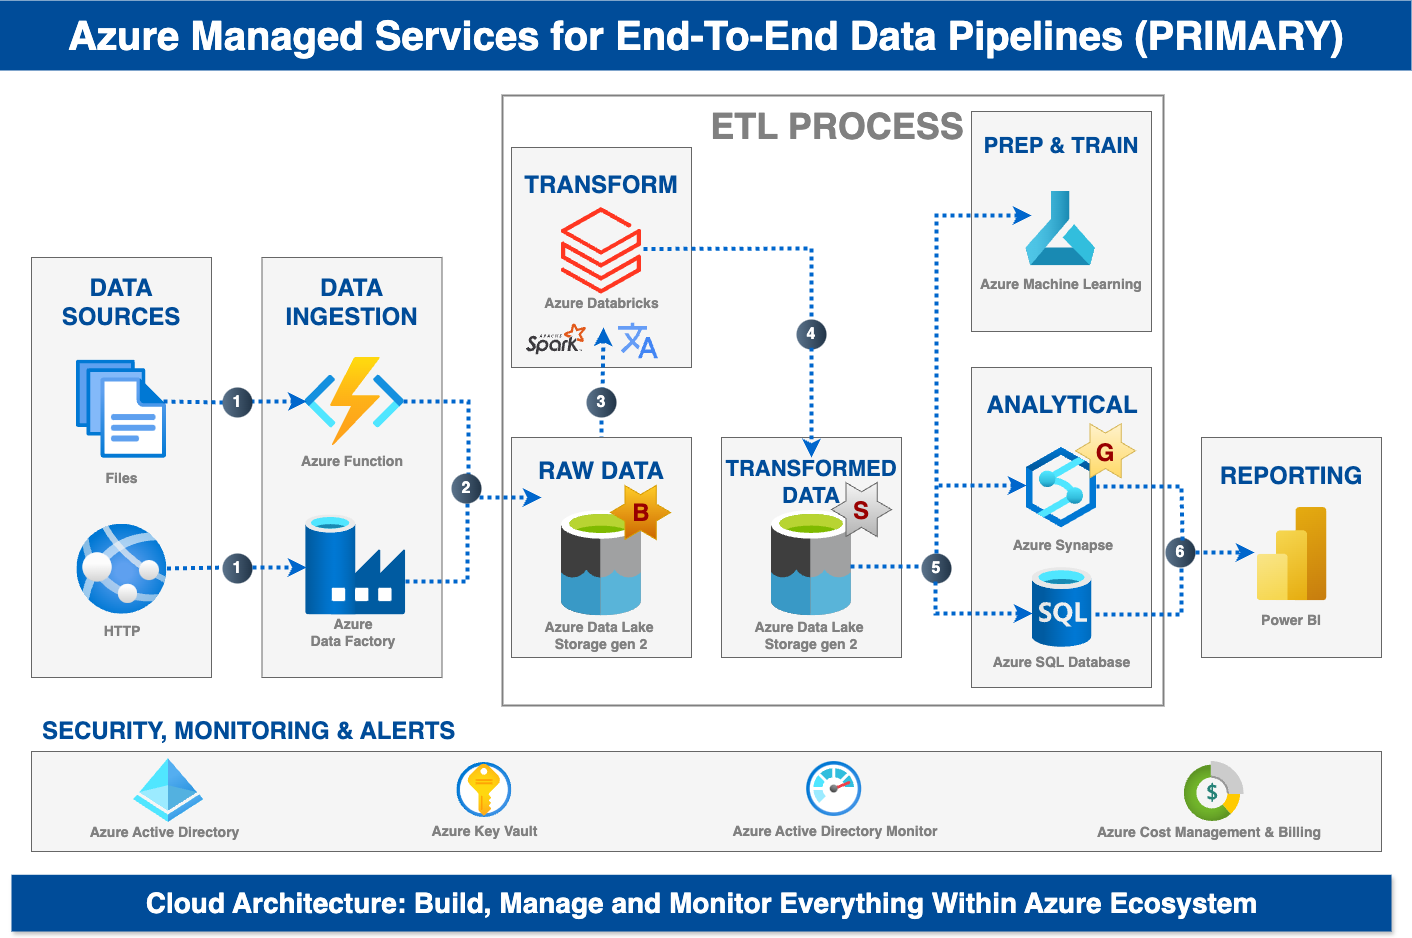 Azure Managed Services for End-To-End Data Pipelines (PRIMARY)
ETL PROCESS
DATA
SOURCES
Files
HTTP
1
1
DATA
INGESTION
Azure Function
Azure
Data Factory
2
TRANSFORM
Azure Databricks
APACHE
Spark™
文A
3
RAW DATA
B
Azure Data Lake
Storage gen 2
4
TRANSFORMED
DATA
S
Azure Data Lake
Storage gen 2
5
PREP & TRAIN
Azure Machine Learning
ANALYTICAL
G
Azure Synapse
SQL
Azure SQL Database
6
REPORTING
Power BI
SECURITY, MONITORING & ALERTS
Azure Active Directory
Azure Key Vault
Azure Active Directory Monitor
$
Azure Cost Management & Billing
Cloud Architecture: Build, Manage and Monitor Everything Within Azure Ecosystem